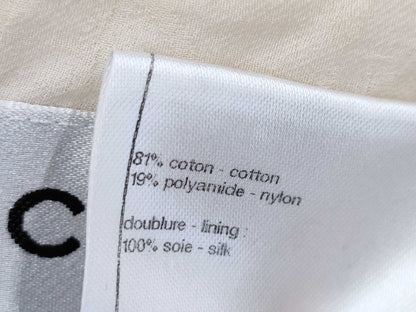 81% coton - cotton
19% polyamide - nylon
doublure - lining :
100% soie - silk
C